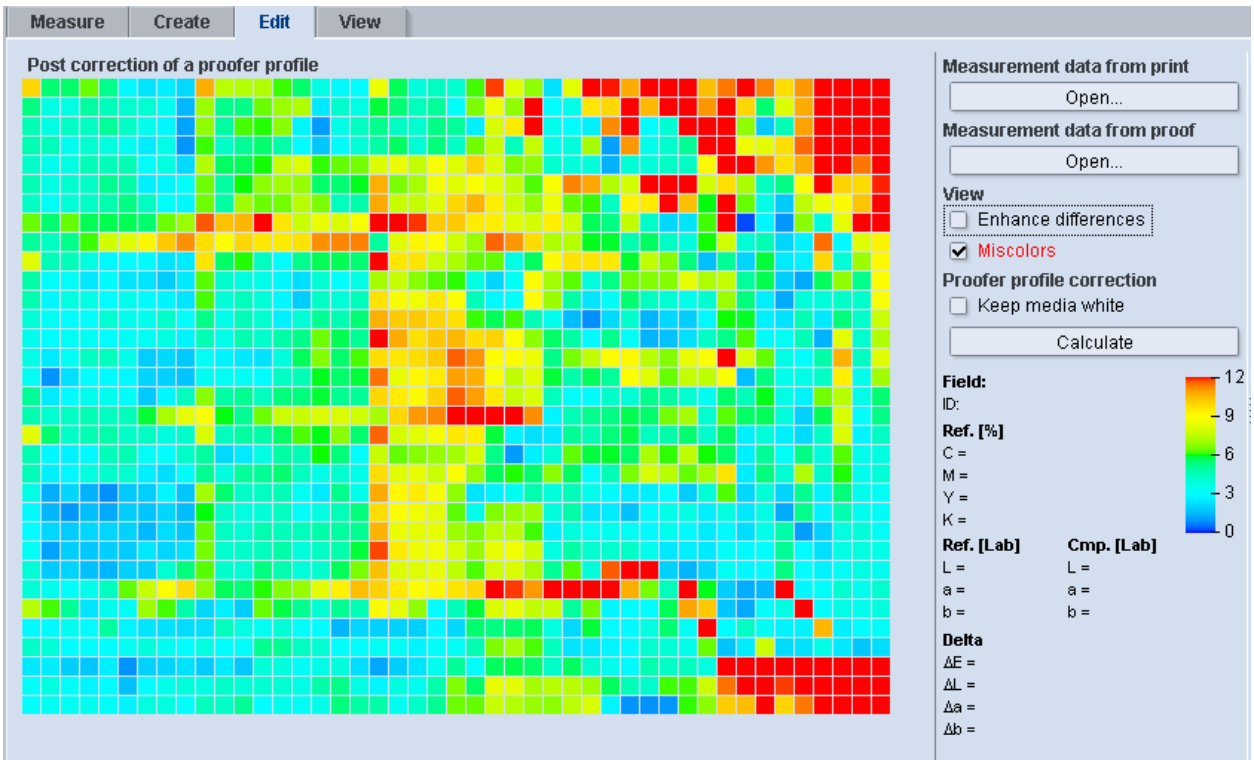 Measure Create Edit View
Post correction of a proofer profile
Measurement data from print
Open...
Measurement data from proof
Open...
View
Enhance differences
Miscolors
Proofer profile correction
Keep media white
Calculate
Field:
ID:
Ref. [%]
C =
M =
Y =
K =
12
9
6
3
0
Ref. [Lab] Cmp. [Lab]
L = L =
a = a =
b = b =
Delta
ΔE =
ΔL =
Δa =
Δb =